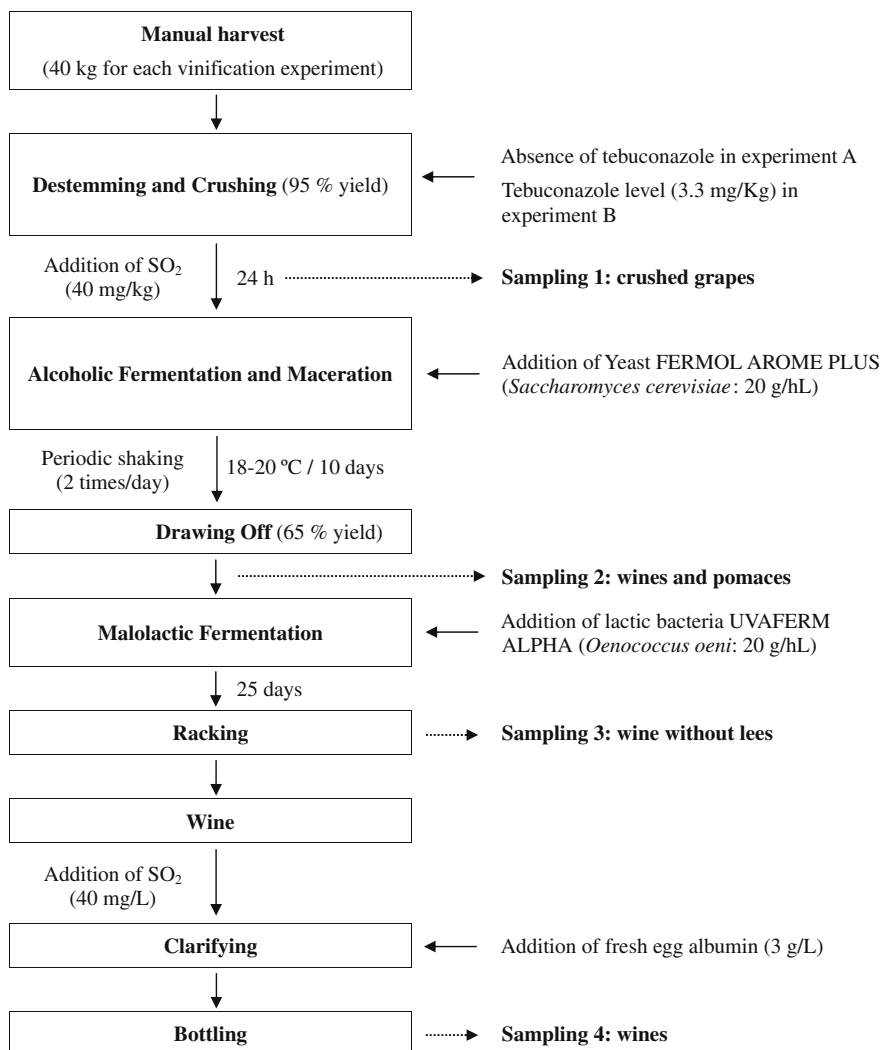 Manual harvest
(40 kg for each vinification experiment)
Destemming and Crushing (95 % yield)
Absence of tebuconazole in experiment A
Tebuconazole level (3.3 mg/Kg) in
experiment B
Addition of SO₂
(40 mg/kg)
24 h
Sampling 1: crushed grapes
Alcoholic Fermentation and Maceration
Addition of Yeast FERMOL AROME PLUS
(Saccharomyces cerevisiae: 20 g/hL)
Periodic shaking
(2 times/day)
18-20 ºC / 10 days
Drawing Off (65 % yield)
Sampling 2: wines and pomaces
Malolactic Fermentation
Addition of lactic bacteria UVAFERM
ALPHA (Oenococcus oeni: 20 g/hL)
25 days
Racking
Sampling 3: wine without lees
Wine
Addition of SO₂
(40 mg/L)
Clarifying
Addition of fresh egg albumin (3 g/L)
Bottling
Sampling 4: wines